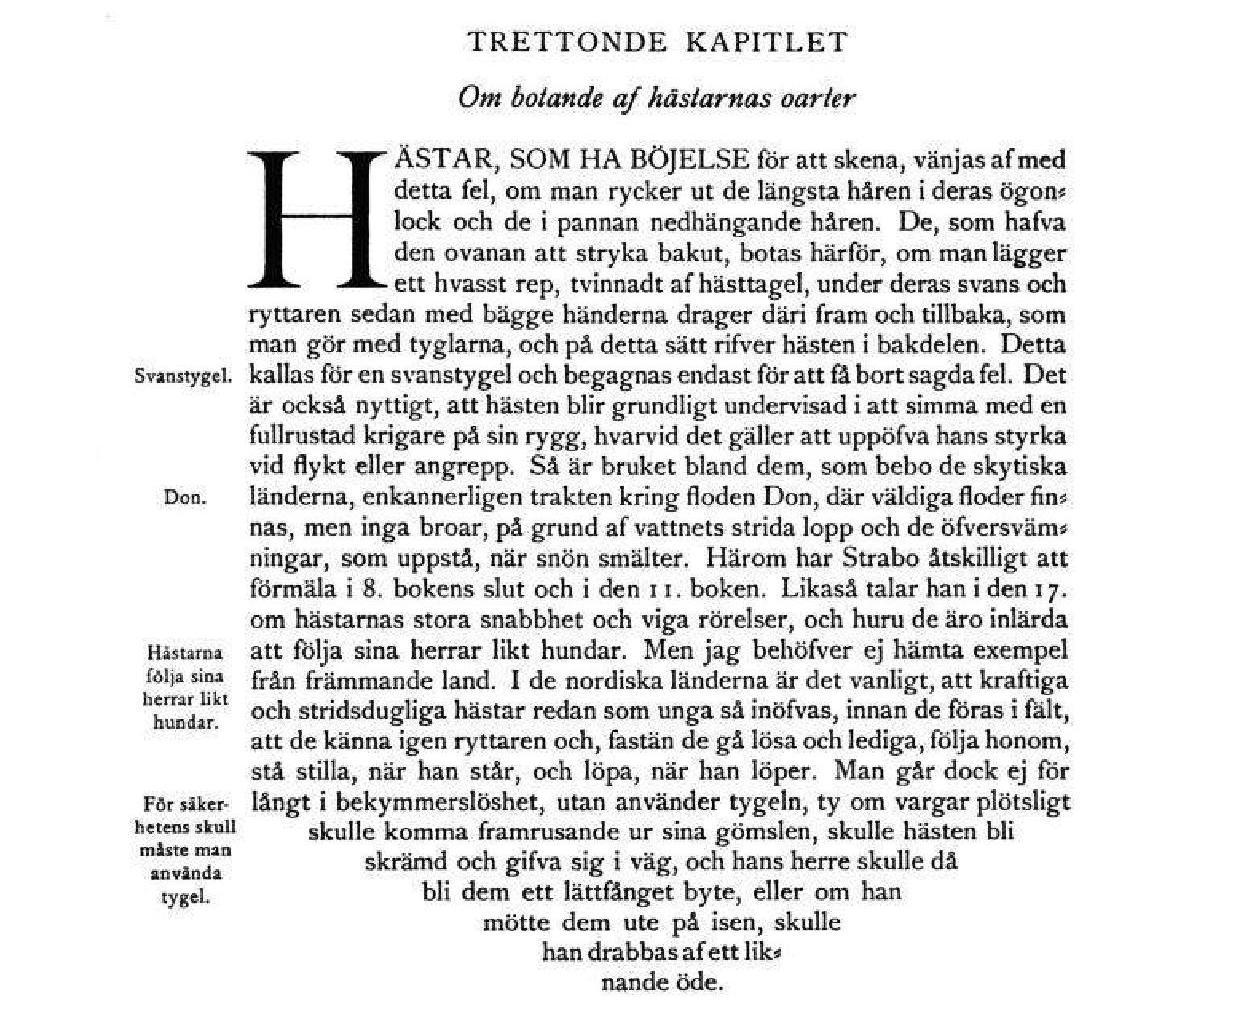 TRETTONDE KAPITLET
Om botande af hästarnas oarter
HÄSTAR, SOM HA BÖJELSE för att skena, vänjas af med
detta fel, om man rycker ut de längsta håren i deras ögon⸗
lock och de i pannan nedhängande håren. De, som hafva
den ovanan att stryka bakut, botas härför, om man lägger
ett hvasst rep, tvinnadt af hästtagel, under deras svans och
ryttaren sedan med bägge händerna drager däri fram och tillbaka, som
man gör med tyglarna, och på detta sätt rifver hästen i bakdelen. Detta
Svanstygel.
kallas för en svanstygel och begagnas endast för att få bort sagda fel. Det
är också nyttigt, att hästen blir grundligt undervisad i att simma med en
fullrustad krigare på sin rygg, hvarvid det gäller att uppöfva hans styrka
vid flykt eller angrepp. Så är bruket bland dem, som bebo de skytiska
Don.
länderna, enkannerligen trakten kring floden Don, där väldiga floder fin⸗
nas, men inga broar, på grund af vattnets strida lopp och de öfversväm⸗
ningar, som uppstå, när snön smälter. Härom har Strabo åtskilligt att
förmäla i 8. bokens slut och i den 11. boken. Likaså talar han i den 17.
om hästarnas stora snabbhet och viga rörelser, och huru de äro inlärda
att följa sina herrar likt hundar. Men jag behöfver ej hämta exempel
från främmande land. I de nordiska länderna är det vanligt, att kraftiga
och stridsdugliga hästar redan som unga så inöfvas, innan de föras i fält,
att de känna igen ryttaren och, fastän de gå lösa och lediga, följa honom,
stå stilla, när han står, och löpa, när han löper. Man går dock ej för
långt i bekymmerslöshet, utan använder tygeln, ty om vargar plötsligt
skulle komma framrusande ur sina gömslen, skulle hästen bli
skrämd och gifva sig i väg, och hans herre skulle då
bli dem ett lättfånget byte, eller om han
mötte dem ute på isen, skulle
han drabbas af ett lik⸗
nande öde.
Hästarna
följa sina
herrar likt
hundar.
För säker-
hetens skull
måste man
använda
tygel.